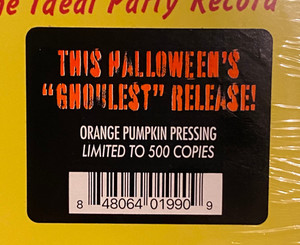 he Ideal Party Record
THIS HALLOWEEN'S
"GHOULEST" RELEASE!
ORANGE PUMPKIN PRESSING
LIMITED TO 500 COPIES
8 48064 01990 9